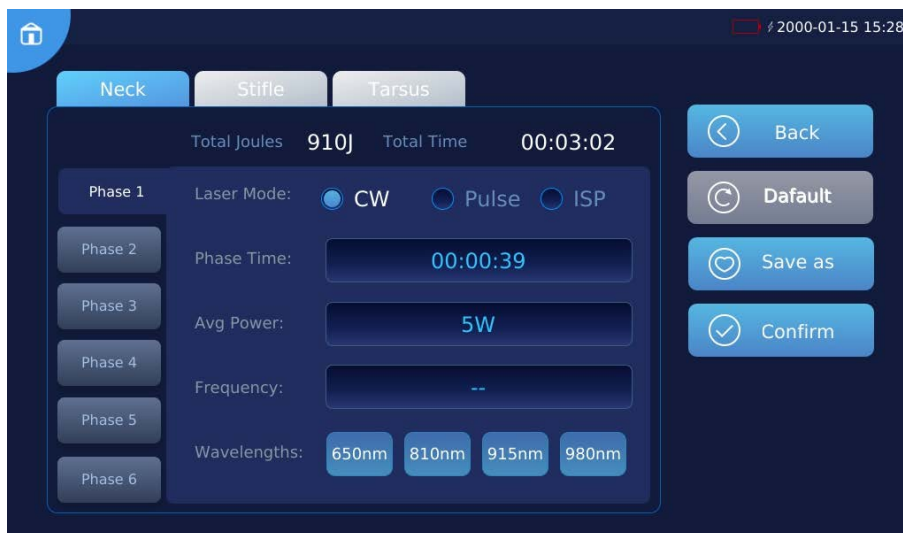 2000-01-15 15:28
Neck Stifle Tarsus
Total Joules 910J Total Time 00:03:02
Phase 1
Phase 2
Phase 3
Phase 4
Phase 5
Phase 6
Laser Mode: CW Pulse ISP
Phase Time: 00:00:39
Avg Power: 5W
Frequency: --
Wavelengths: 650nm 810nm 915nm 980nm
Back
Dafault
Save as
Confirm